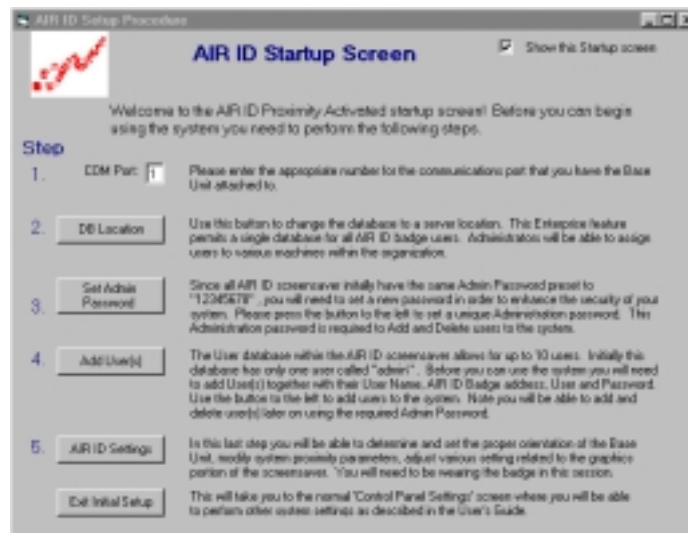 AIR ID Setup Procedure
AIR ID Startup Screen
Show this Startup screen
Welcome to the AIR ID Proximity Activated startup screen! Before you can begin
using the system you need to perform the following steps.
Step
1. COM Port: 1 Please enter the appropriate number for the communications port that you have the Base
Unit attached to.
2. DB Location Use this button to change the database to a server location. This Enterprise feature
permits a single database for all AIR ID badge users. Administrators will be able to assign
users to various machines within the organization.
3. Set Admin Password Since all AIR ID screensaver initially have the same Admin Password preset to
"12345678" , you will need to set a new password in order to enhance the security of your
system. Please press the button to the left to set a unique Administration password. This
Administration password is required to Add and Delete users to the system.
4. Add User(s) The User database within the AIR ID screensaver allows for up to 10 users. Initially this
database has only one user called "admin" . Before you can use the system you will need
to add User(s) together with their User Name, AIR ID Badge address, User and Password.
Use the button to the left to add users to the system. Note you will be able to add and
delete user(s) later on using the required Admin Password.
5. AIR ID Settings In this last step you will be able to determine and set the proper orientation of the Base
Unit, modify system proximity parameters, adjust various setting related to the graphics
portion of the screensaver. You will need to be wearing the badge in this session.
Exit Initial Setup This will take you to the normal 'Control Panel Settings' screen where you will be able
to perform other system settings as described in the User's Guide.